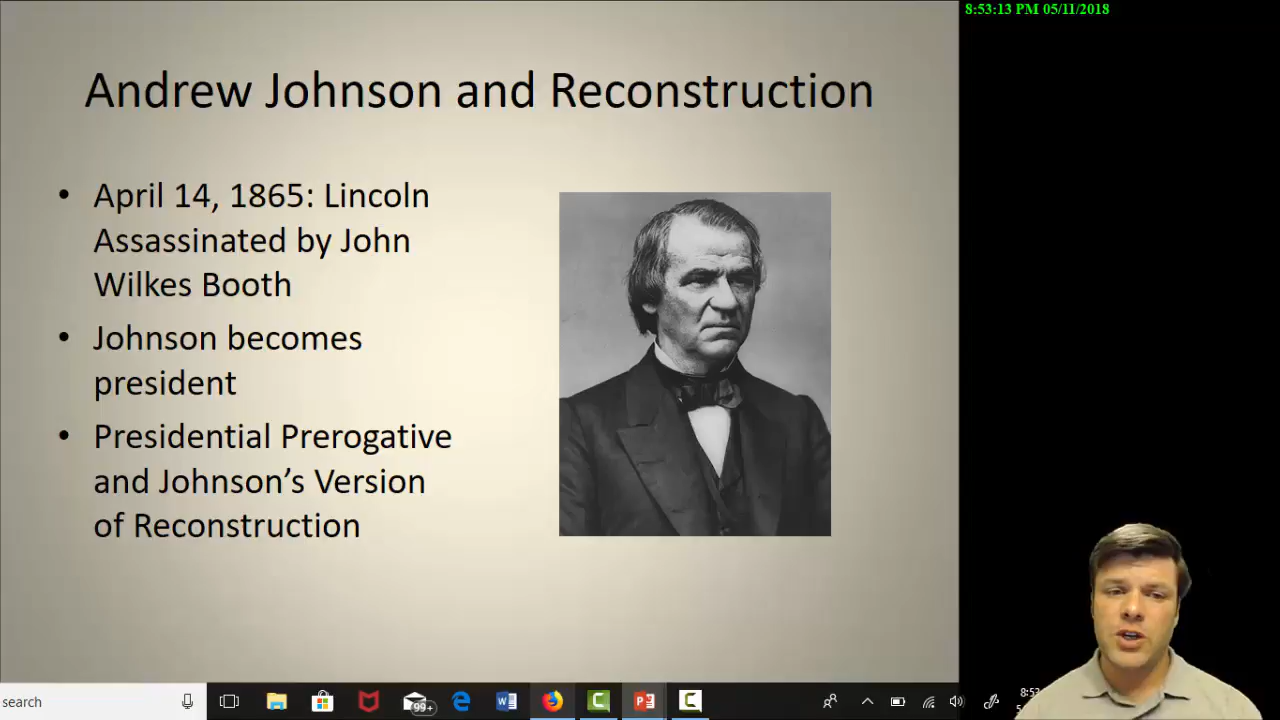 8:53:13 PM 05/11/2018
Andrew Johnson and Reconstruction
• April 14, 1865: Lincoln
Assassinated by John
Wilkes Booth
• Johnson becomes
president
• Presidential Prerogative
and Johnson’s Version
of Reconstruction
search
99+